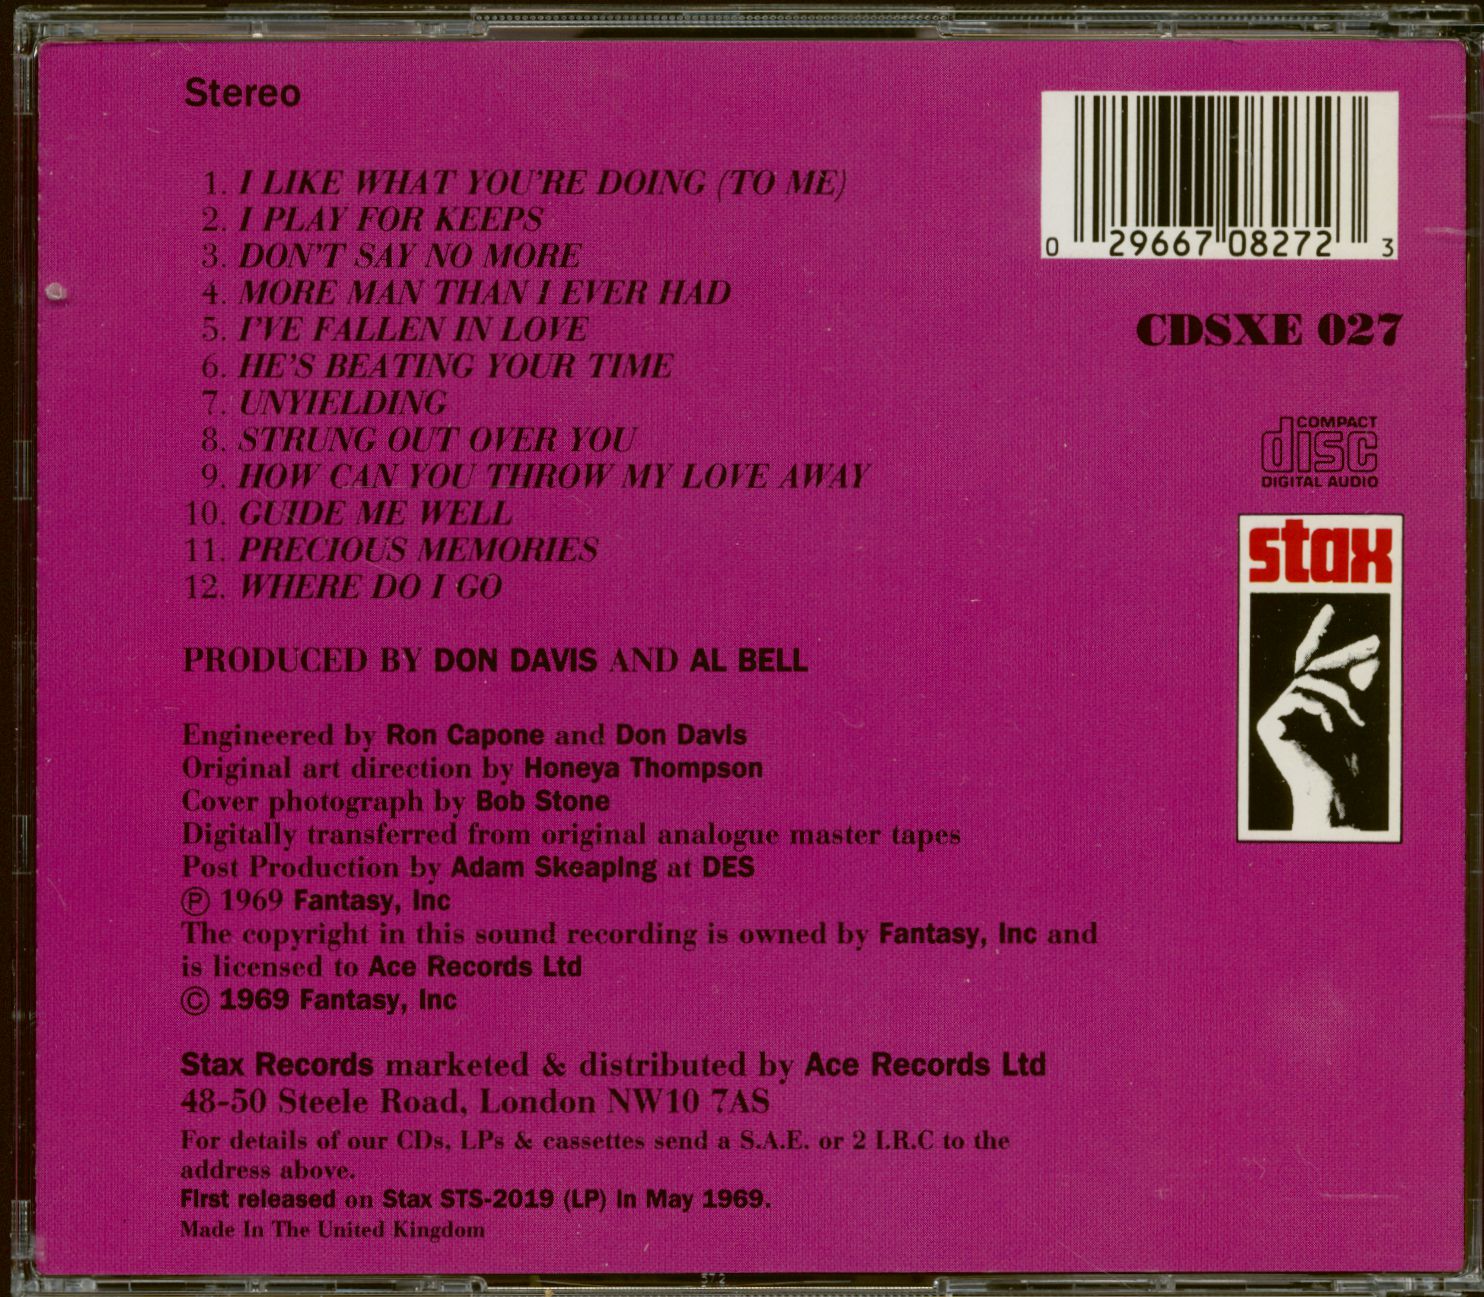 Stereo
1. I LIKE WHAT YOU'RE DOING (TO ME)
2. I PLAY FOR KEEPS
3. DON'T SAY NO MORE
4. MORE MAN THAN I EVER HAD
5. I'VE FALLEN IN LOVE
6. HE'S BEATING YOUR TIME
7. UNYIELDING
8. STRUNG OUT OVER YOU
9. HOW CAN YOU THROW MY LOVE AWAY
10. GUIDE ME WELL
11. PRECIOUS MEMORIES
12. WHERE DO I GO
PRODUCED BY DON DAVIS AND AL BELL
Engineered by Ron Capone and Don Davis
Original art direction by Honeya Thompson
Cover photograph by Bob Stone
Digitally transferred from original analogue master tapes
Post Production by Adam Skeaping at DES
Ⓟ 1969 Fantasy, Inc
The copyright in this sound recording is owned by Fantasy, Inc and
is licensed to Ace Records Ltd
© 1969 Fantasy, Inc
Stax Records marketed & distributed by Ace Records Ltd
48-50 Steele Road, London NW10 7AS
For details of our CDs, LPs & cassettes send a S.A.E. or 2 I.R.C to the
address above.
First released on Stax STS-2019 (LP) in May 1969.
Made In The United Kingdom
0 29667 08272 3
CDSXE 027
COMPACT
disc
DIGITAL AUDIO
stax